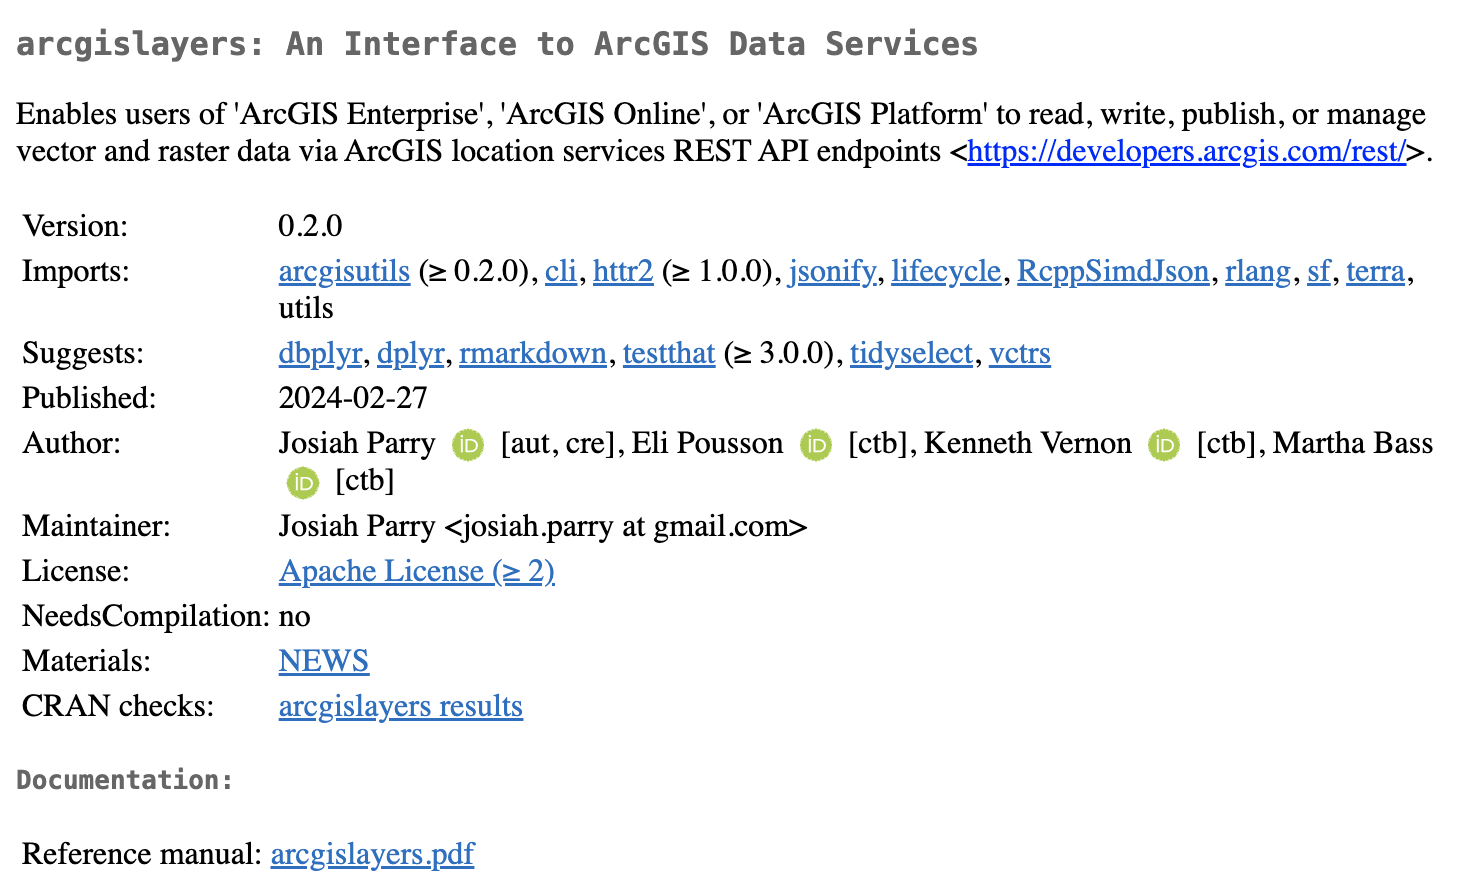 arcgislayers: An Interface to ArcGIS Data Services
Enables users of 'ArcGIS Enterprise', 'ArcGIS Online', or 'ArcGIS Platform' to read, write, publish, or manage
vector and raster data via ArcGIS location services REST API endpoints <https://developers.arcgis.com/rest/>.
Version: 0.2.0
Imports: arcgisutils (≥ 0.2.0), cli, httr2 (≥ 1.0.0), jsonify, lifecycle, RcppSimdJson, rlang, sf, terra,
utils
Suggests: dbplyr, dplyr, rmarkdown, testthat (≥ 3.0.0), tidyselect, vctrs
Published: 2024-02-27
Author: Josiah Parry iD [aut, cre], Eli Pousson iD [ctb], Kenneth Vernon iD [ctb], Martha Bass
iD [ctb]
Maintainer: Josiah Parry <josiah.parry at gmail.com>
License: Apache License (≥ 2)
NeedsCompilation: no
Materials: NEWS
CRAN checks: arcgislayers results
Documentation:
Reference manual: arcgislayers.pdf